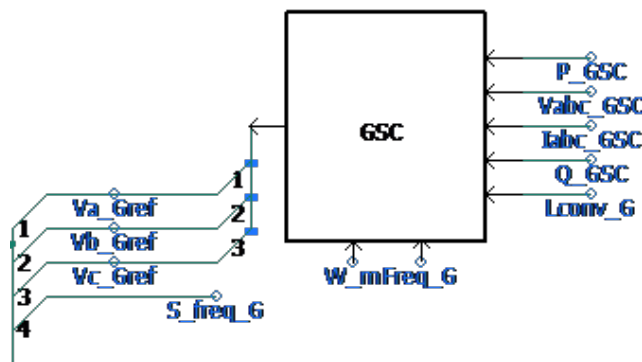 P_GSC
Vabc_GSC
GSC
Iabc_GSC
Q_GSC
1
Lconv_G
1
Va_Gref
2
2
Vb_Gref
3
W_mFreq_G
3
Vc_Gref
4
S_freq_G